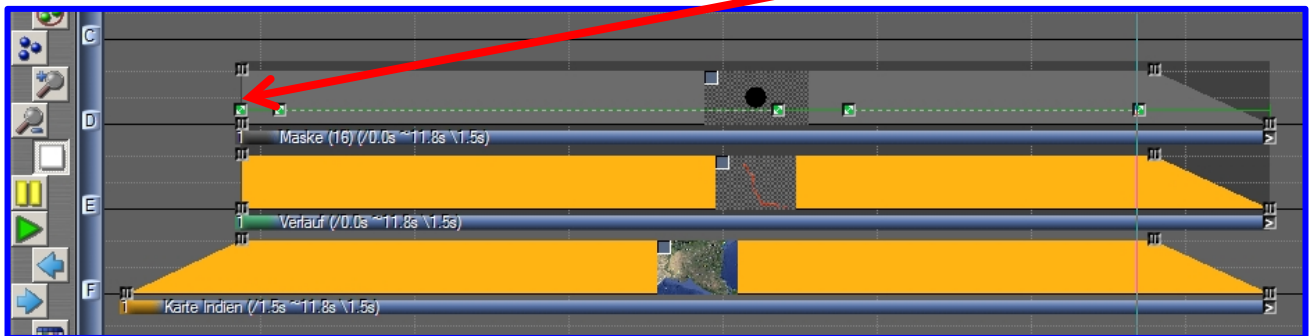 C
D
1 Maske (16) (/0.0s ~11.8s \1.5s)
E
1 Verlauf (/0.0s ~11.8s \1.5s)
F
1 Karte Indien (/1.5s ~11.8s \1.5s)